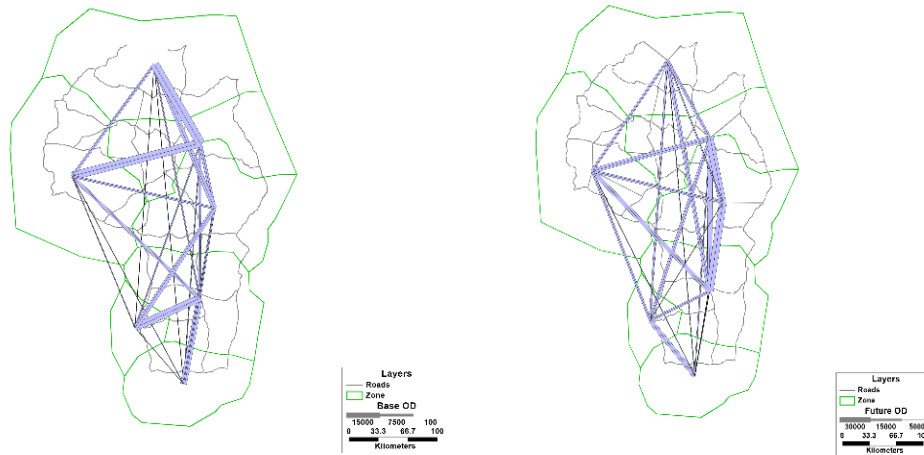 Layers
Roads
Zone
Base OD
15000 7500 100
0 33.3 66.7 100
Kilometers
Layers
Roads
Zone
Future OD
30000 15000 5000
0 33.3 66.7
Kilometers